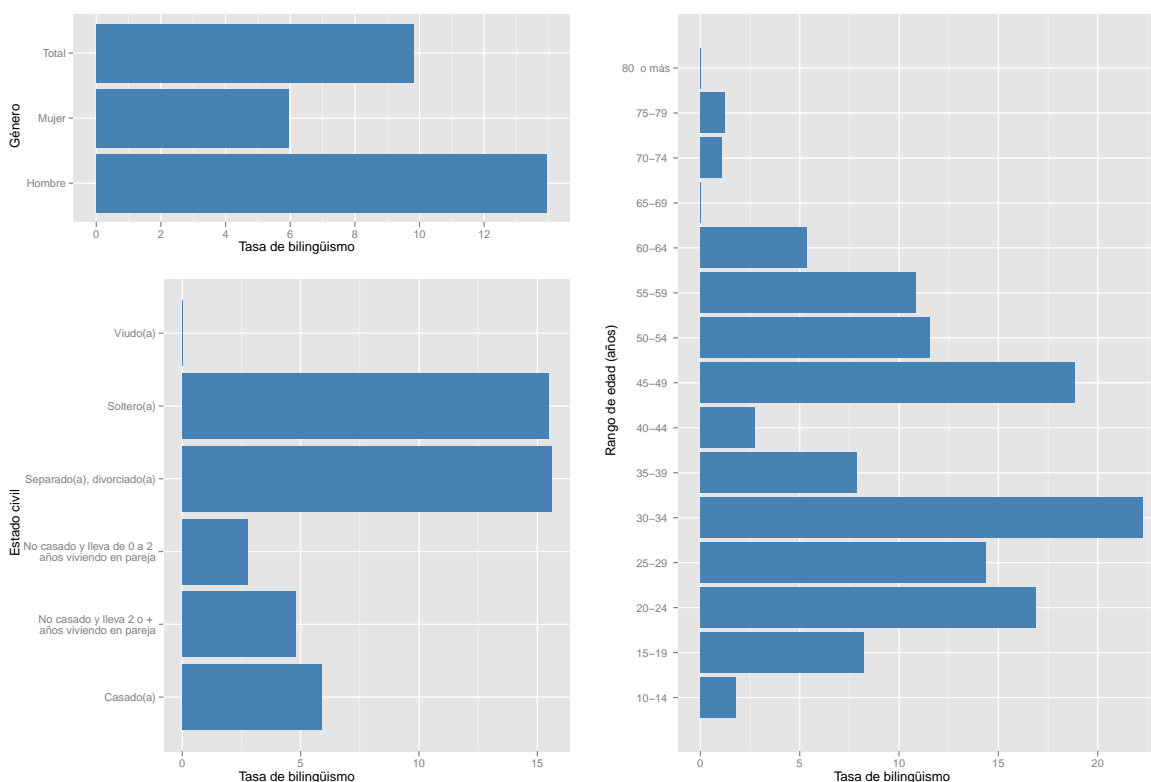 Género
Total
Mujer
Hombre
0 2 4 6 8 10 12
Tasa de bilingüismo
Estado civil
Viudo(a)
Soltero(a)
Separado(a), divorciado(a)
No casado y lleva de 0 a 2
años viviendo en pareja
No casado y lleva 2 o +
años viviendo en pareja
Casado(a)
0 5 10 15
Tasa de bilingüismo
Rango de edad (años)
80 o más
75−79
70−74
65−69
60−64
55−59
50−54
45−49
40−44
35−39
30−34
25−29
20−24
15−19
10−14
0 5 10 15 20
Tasa de bilingüismo